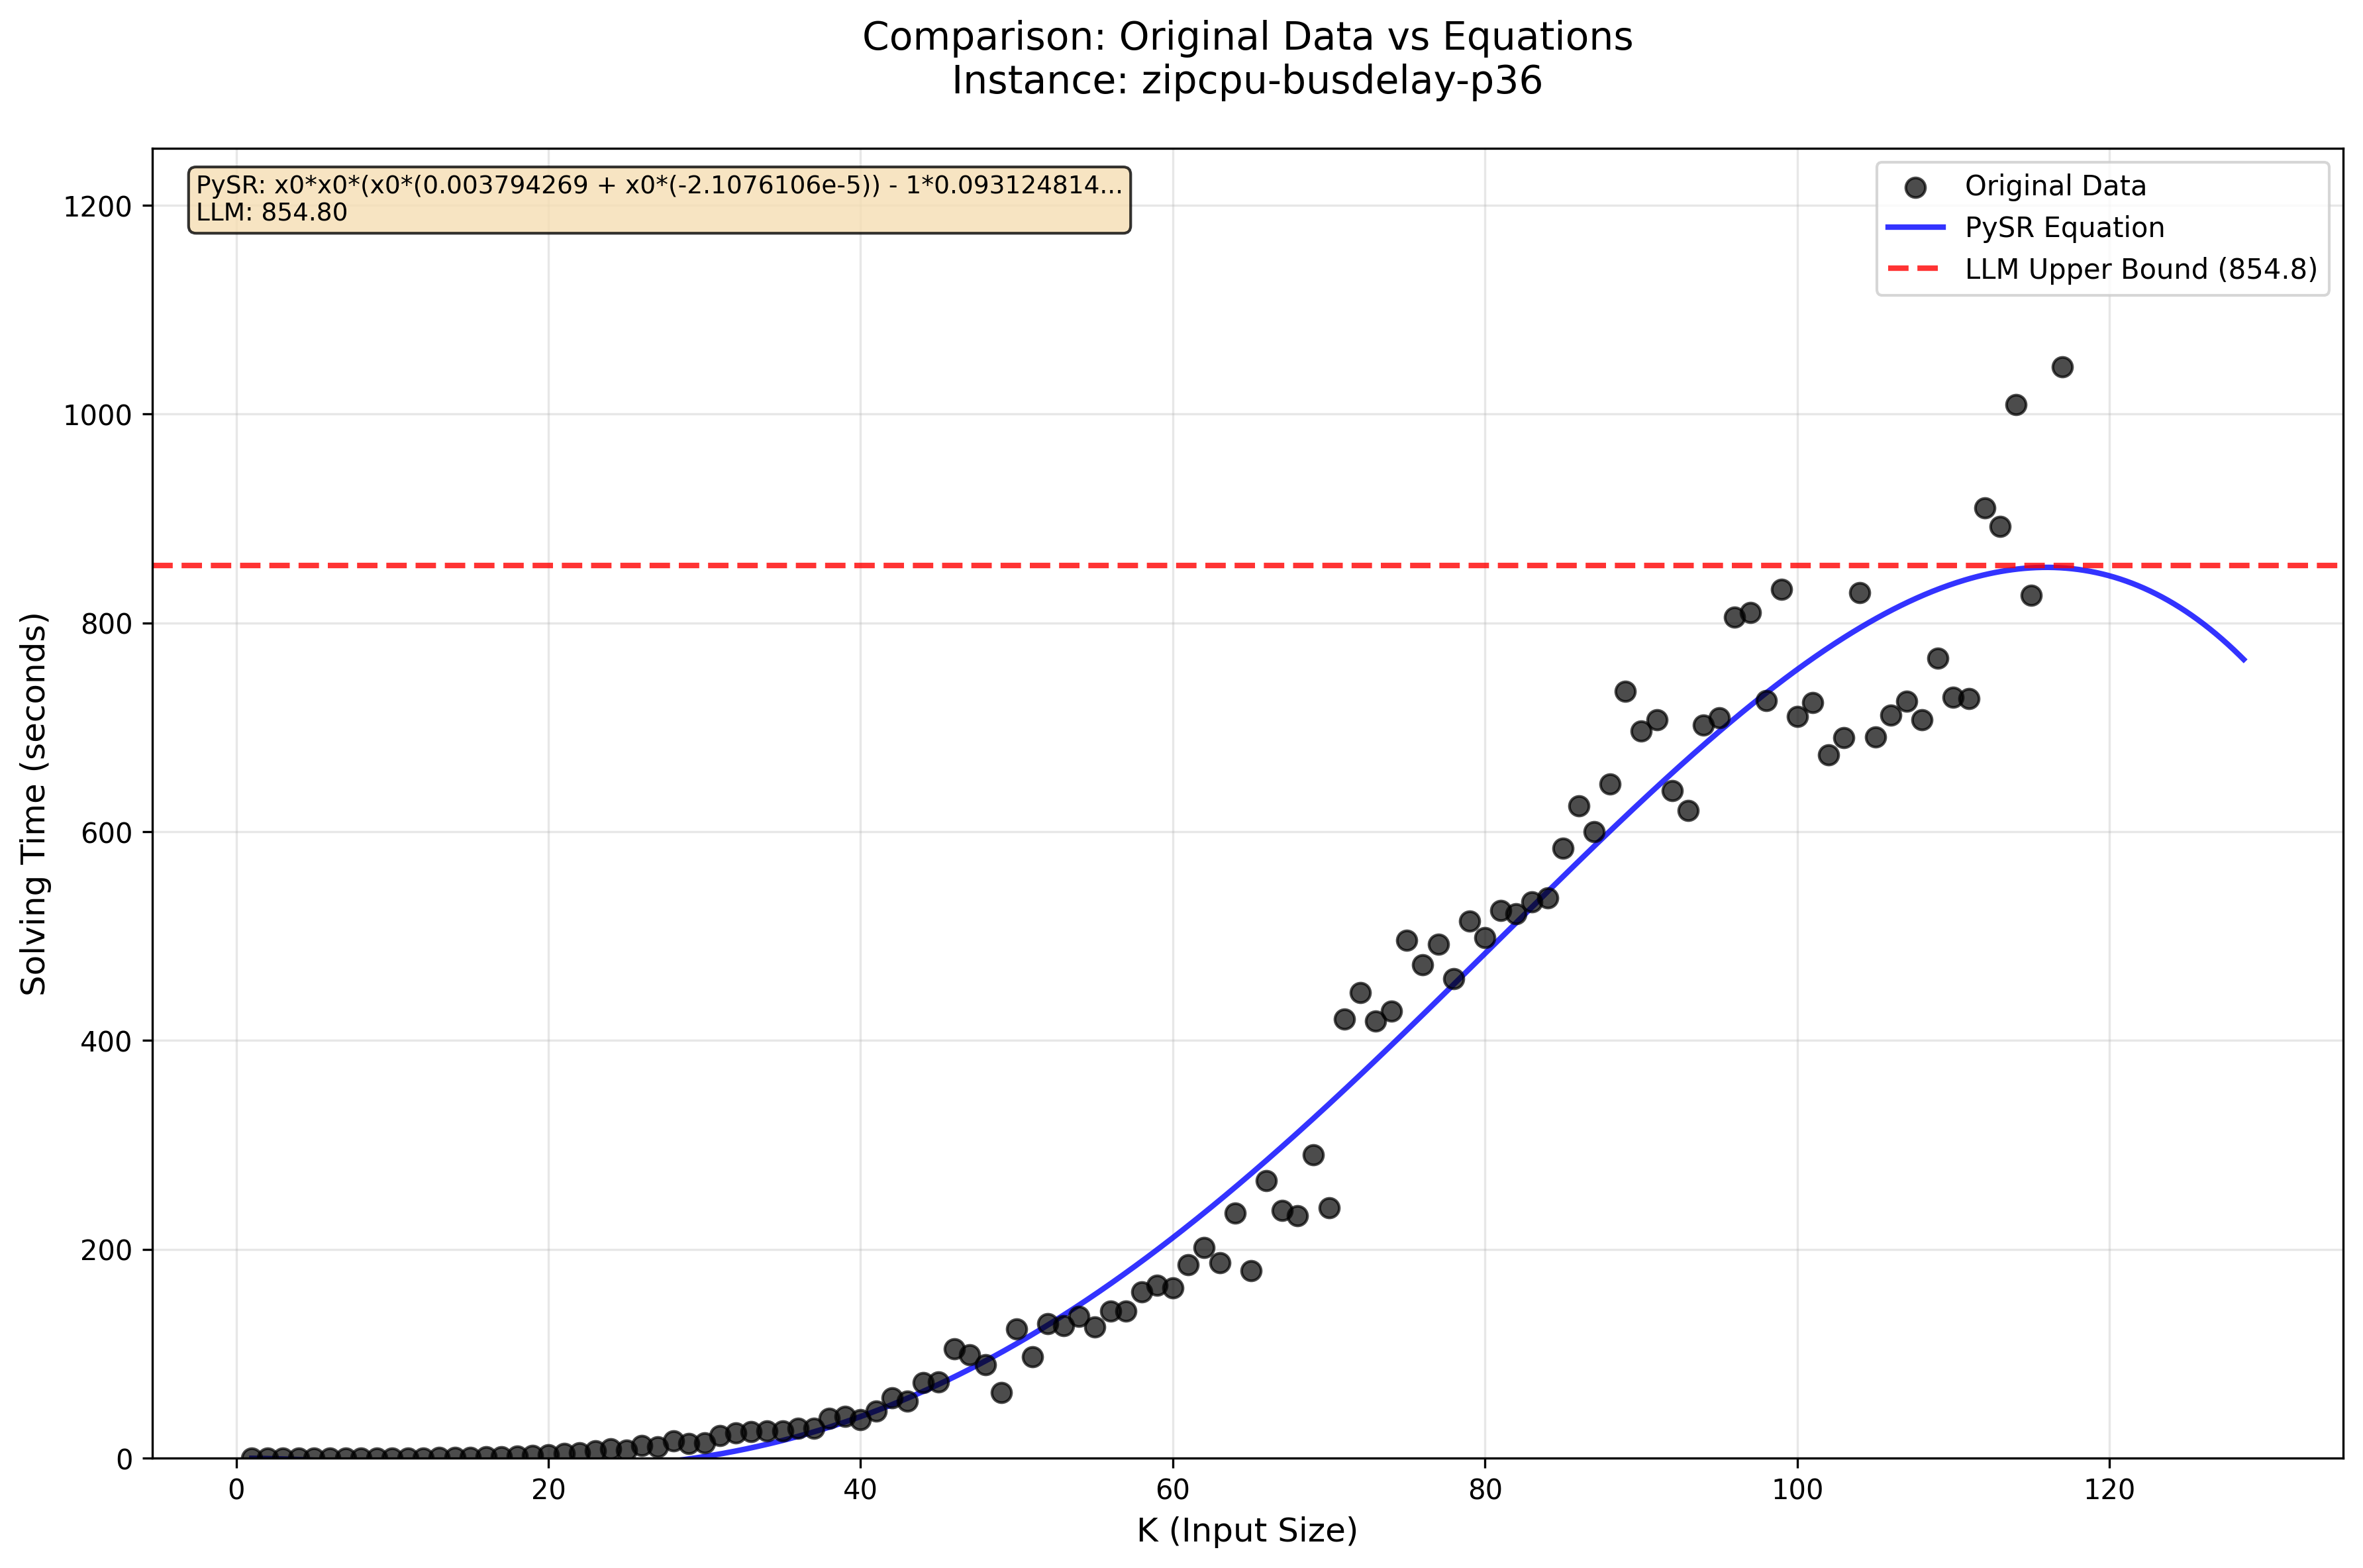 Comparison: Original Data vs Equations
Instance: zipcpu-busdelay-p36
PySR: x0*x0*(x0*(0.003794269 + x0*(-2.1076106e-5)) - 1*0.093124814...
LLM: 854.80
Original Data
PySR Equation
LLM Upper Bound (854.8)
1200
1000
800
600
400
200
0
Solving Time (seconds)
0
20
40
60
80
100
120
K (Input Size)